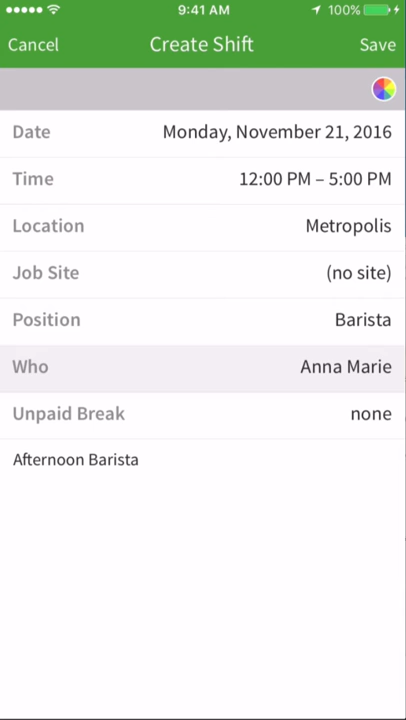 9:41 AM 100%
Cancel Create Shift Save
Date Monday, November 21, 2016
Time 12:00 PM – 5:00 PM
Location Metropolis
Job Site (no site)
Position Barista
Who Anna Marie
Unpaid Break none
Afternoon Barista